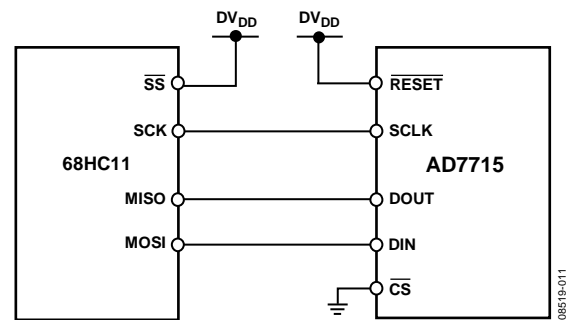 DVDD DVDD
SS RESET
SCK SCLK
68HC11 AD7715
MISO DOUT
MOSI DIN
CS
08519-011